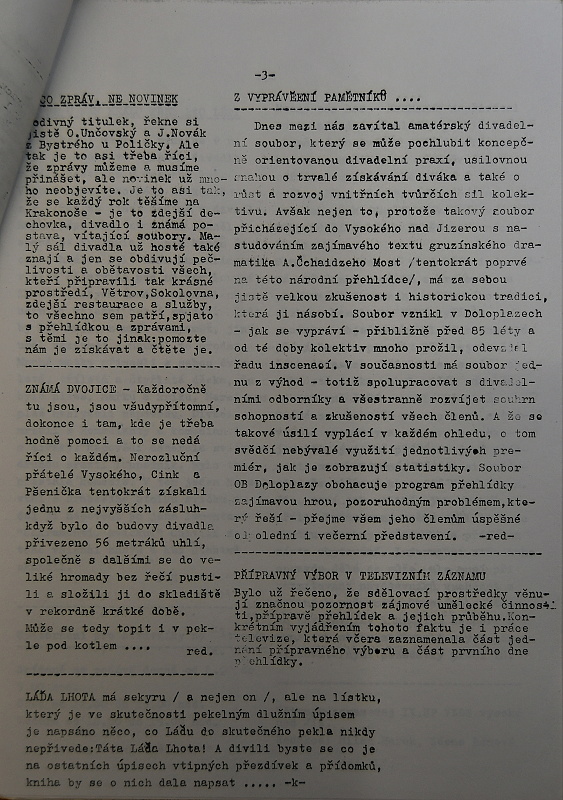 -3-
CO ZPRÁV, NE NOVINEK
podivný titulek, řekne si
jistě O.Unčovský a J.Novák
z Bystrého u Poličky. Ale
tak je to asi třeba říci,
že zprávy můžeme a musíme
přinášet, ale novinek už mno-
ho neobjevíte. Je to asi tak,
že se každý rok těšíme na
Krakonoše - je to zdejší de-
chovka, divadlo i známá po-
stava, vítající soubory. Ma-
lý sál divadla už hosté také
znají a jen se obdivují peč-
livosti a obětavosti všech,
kteří připravili tak krásné
prostředí, Větrov,Sokolovna,
zdejší restaurace a služby,
to všechno sem patří,spjato
s přehlídkou a zprávami,
s těmi je to jinak:pomozte
nám je získávat a čtěte je.
ZNÁMÁ DVOJICE - Každoročně
tu jsou, jsou všudypřítomní,
dokonce i tam, kde je třeba
hodně pomoci a to se nedá
říci o každém. Nerozluční
přátelé Vysokého, Cink a
Pšenička tentokrát získali
jednu z nejvyšších zásluh-
když bylo do budovy divadla
přivezeno 56 metráků uhlí,
společně s dalšími se do ve-
liké hromady bez řečí pusti-
li a složili ji do skladiště
v rekordně krátké době.
Může se tedy topit i v pek-
le pod kotlem ....
red.
Z VYPRÁVĚNÍ PAMĚTNÍKŮ ....
Dnes mezi nás zavítal amatérský divadel-
ní soubor, který se může pochlubit koncepč-
ně orientovanou divadelní praxí, usilovnou
snahou o trvalé získávání diváka a také o
růst a rozvoj vnitřních tvůrčích sil kolek-
tivu. Avšak nejen to, protože takový soubor
přicházející do Vysokého nad Jizerou s na-
studováním zajímavého textu gruzínského dra-
matika A.Čchaidzeho Most /tentokrát poprvé
na této národní přehlídce/, má za sebou
jistě velkou zkušenost i historickou tradici,
která ji násobí. Soubor vznikl v Doloplazech
- jak se vypráví - přibližně před 85 léty a
od té doby kolektiv mnoho prožil, odevzdal
řadu inscenací. V současnosti má soubor jed-
nu z výhod - totiž spolupracovat s divadel-
ními odborníky a všestranně rozvíjet souhrn
schopností a zkušeností všech členů. A že se
takové úsilí vyplácí v každém ohledu, o tom
svědčí nebývalé využití jednotlivých pre-
miér, jak je zobrazují statistiky. Soubor
OB Doloplazy obohacuje program přehlídky
zajímavou hrou, pozoruhodným problémem,kte-
rý řeší - přejme všem jeho členům úspěšné
odpolední i večerní představení. -red-
PŘÍPRAVNÝ VÝBOR V TELEVIZNÍM ZÁZNAMU
Bylo už řečeno, že sdělovací prostředky věnu-
jí značnou pozornost zájmové umělecké činnos-
ti,přípravě přehlídek a jejich průběhu.Kon-
krétním vyjádřením tohoto faktu je i práce
televize, která včera zaznamenala část jed-
nání přípravného výboru a část prvního dne
přehlídky.
LÁĎA LHOTA má sekyru / a nejen on /, ale na lístku,
který je ve skutečnosti pekelným dlužním úpisem
je napsáno něco, co Láďu do skutečného pekla nikdy
nepřivede:Táta Láďa Lhota! A divili byste se co je
na ostatních úpisech vtipných přezdívek a přídomků,
kniha by se o nich dala napsat ..... -k-